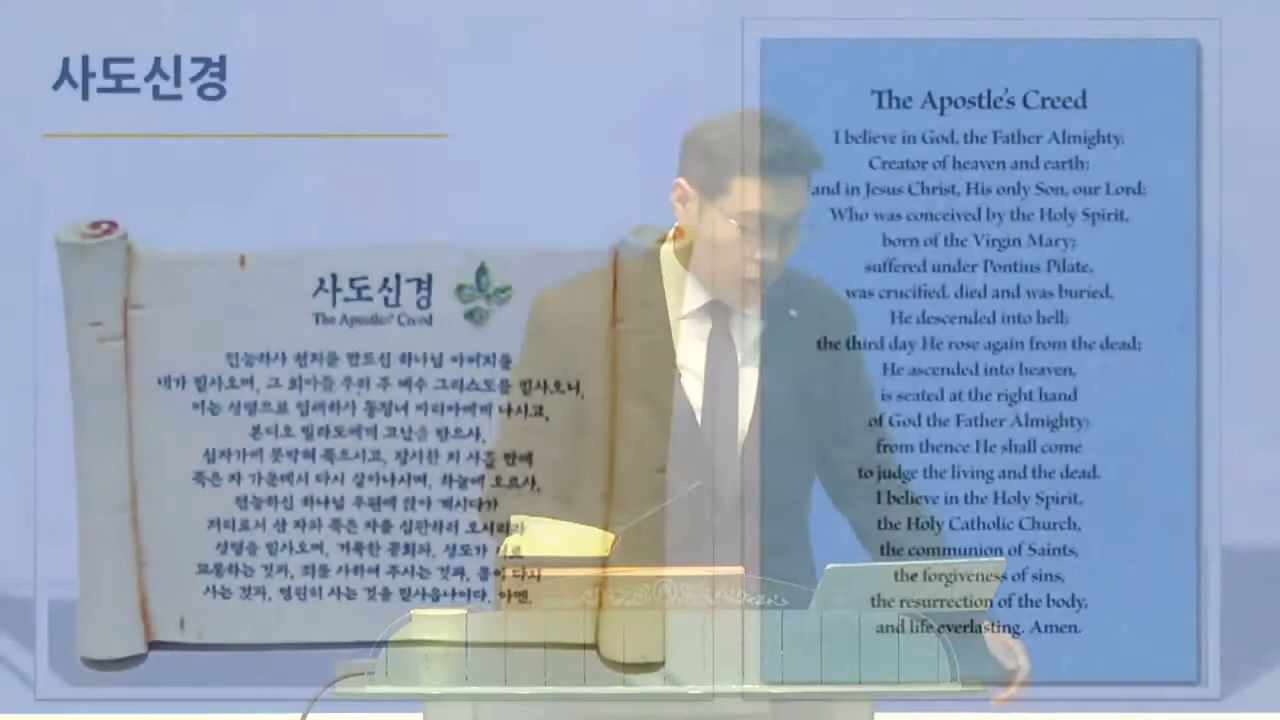 사도신경
사도신경
The Apostles' Creed
전능하사 천지를 만드신 하나님 아버지를
내가 믿사오며, 그 외아들 우리 주 예수 그리스도를 믿사오니,
이는 성령으로 잉태하사 동정녀 마리아에게 나시고,
본디오 빌라도에게 고난을 받으사,
십자가에 못박혀 죽으시고, 장사한 지 사흘 만에
죽은 자 가운데서 다시 살아나시며, 하늘에 오르사,
전능하신 하나님 우편에 앉아 계시다가
저리로서 산 자와 죽은 자를 심판하러 오시리라
성령을 믿사오며, 거룩한 공회와, 성도가 서로
교통하는 것과, 죄를 사하여 주시는 것과, 몸이 다시
사는 것과, 영원히 사는 것을 믿사옵나이다. 아멘.
The Apostle's Creed
I believe in God, the Father Almighty,
Creator of heaven and earth;
and in Jesus Christ, His only Son, our Lord;
Who was conceived by the Holy Spirit,
born of the Virgin Mary;
suffered under Pontius Pilate,
was crucified, died and was buried.
He descended into hell;
the third day He rose again from the dead;
He ascended into heaven,
is seated at the right hand
of God the Father Almighty;
from thence He shall come
to judge the living and the dead.
I believe in the Holy Spirit,
the Holy Catholic Church,
the communion of Saints,
the forgiveness of sins,
the resurrection of the body,
and life everlasting. Amen.